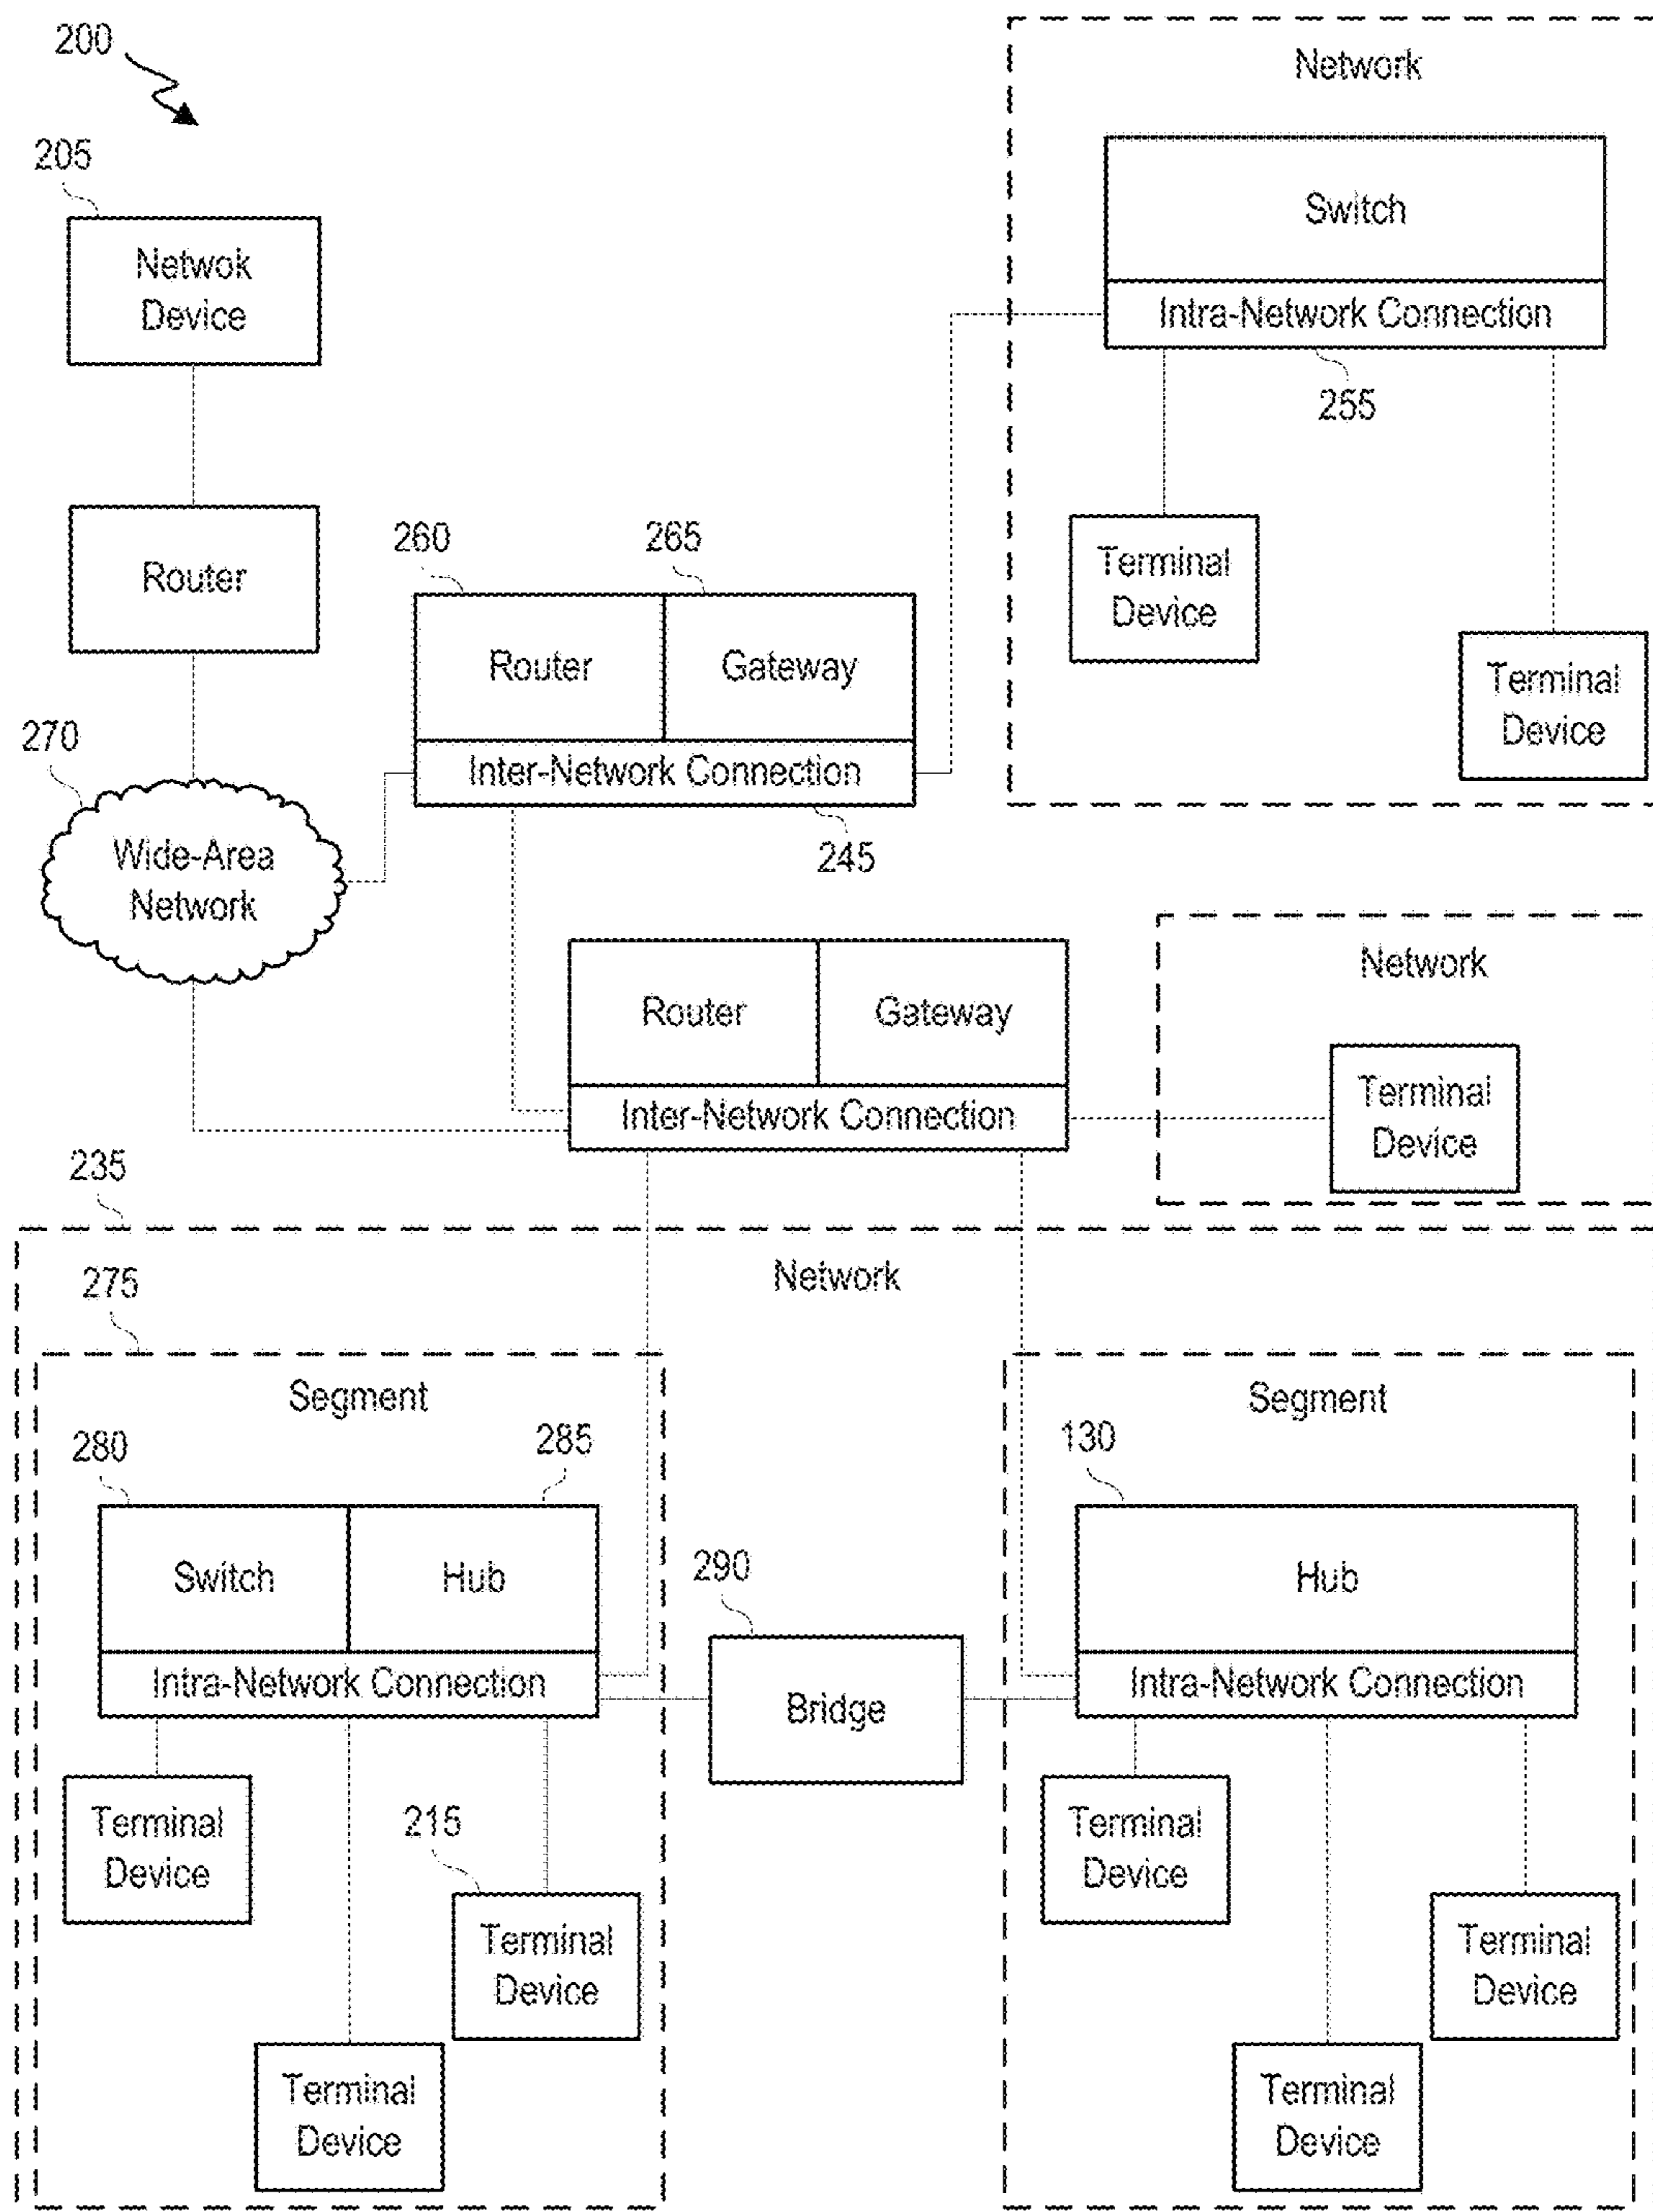 200
Network
205
Switch
Netwok
Device
Intra-Network Connection
255
Router
260
265
Terminal
Device
Router
Gateway
Terminal
Device
270
Inter-Network Connection
245
Wide-Area
Network
Network
Router
Gateway
Terminal
Device
Inter-Network Connection
235
Network
275
Segment
Segment
280
285
130
Switch
Hub
290
Hub
Intra-Network Connection
Bridge
Intra-Network Connection
Terminal
Device
215
Terminal
Device
Terminal
Device
Terminal
Device
Terminal
Device
Terminal
Device